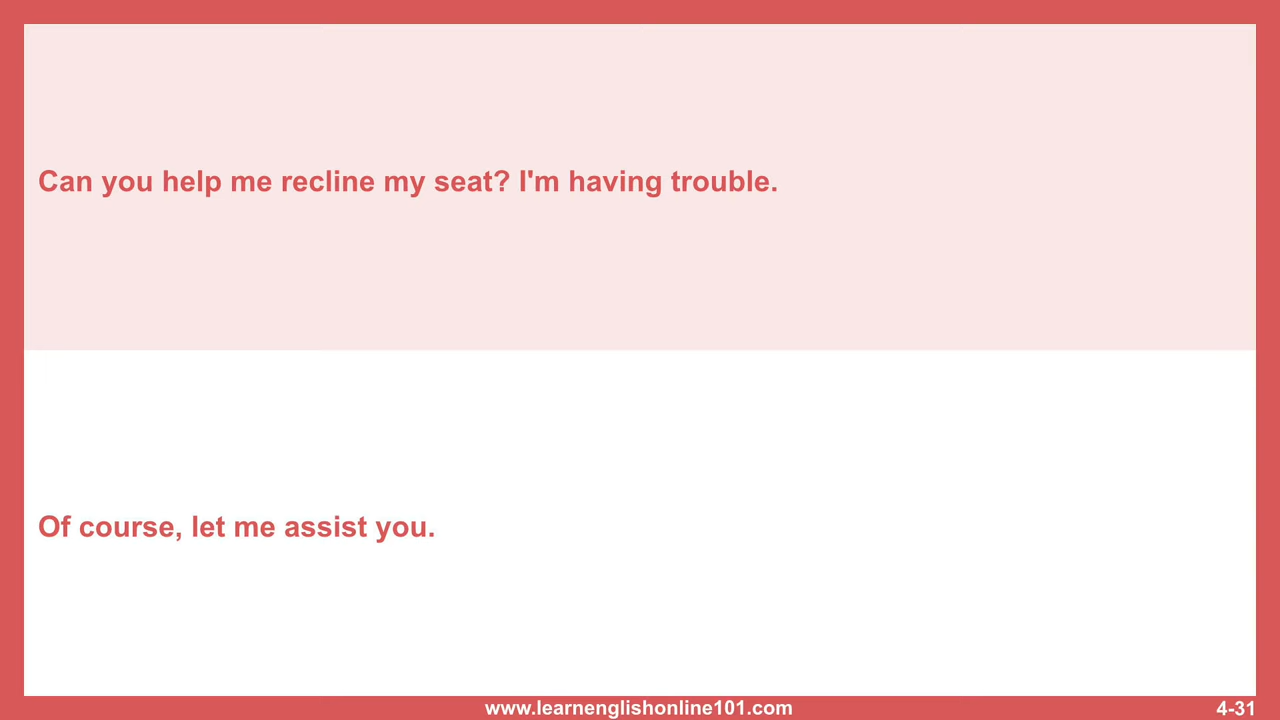 Can you help me recline my seat? I'm having trouble.
Of course, let me assist you.
www.learnenglishonline101.com
4-31